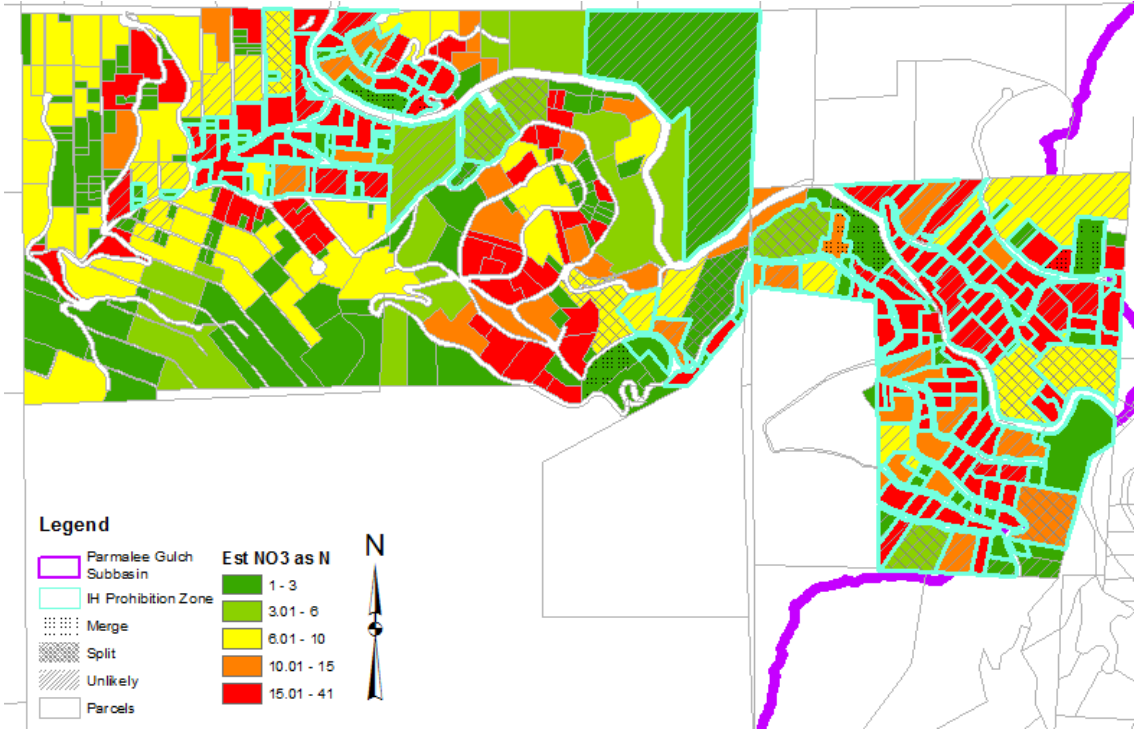 Legend
Parmalee Gulch
Subbasin
IH Prohibition Zone
Merge
Split
Unlikely
Parcels
Est NO3 as N
1 - 3
3.01 - 6
6.01 - 10
10.01 - 15
15.01 - 41
N